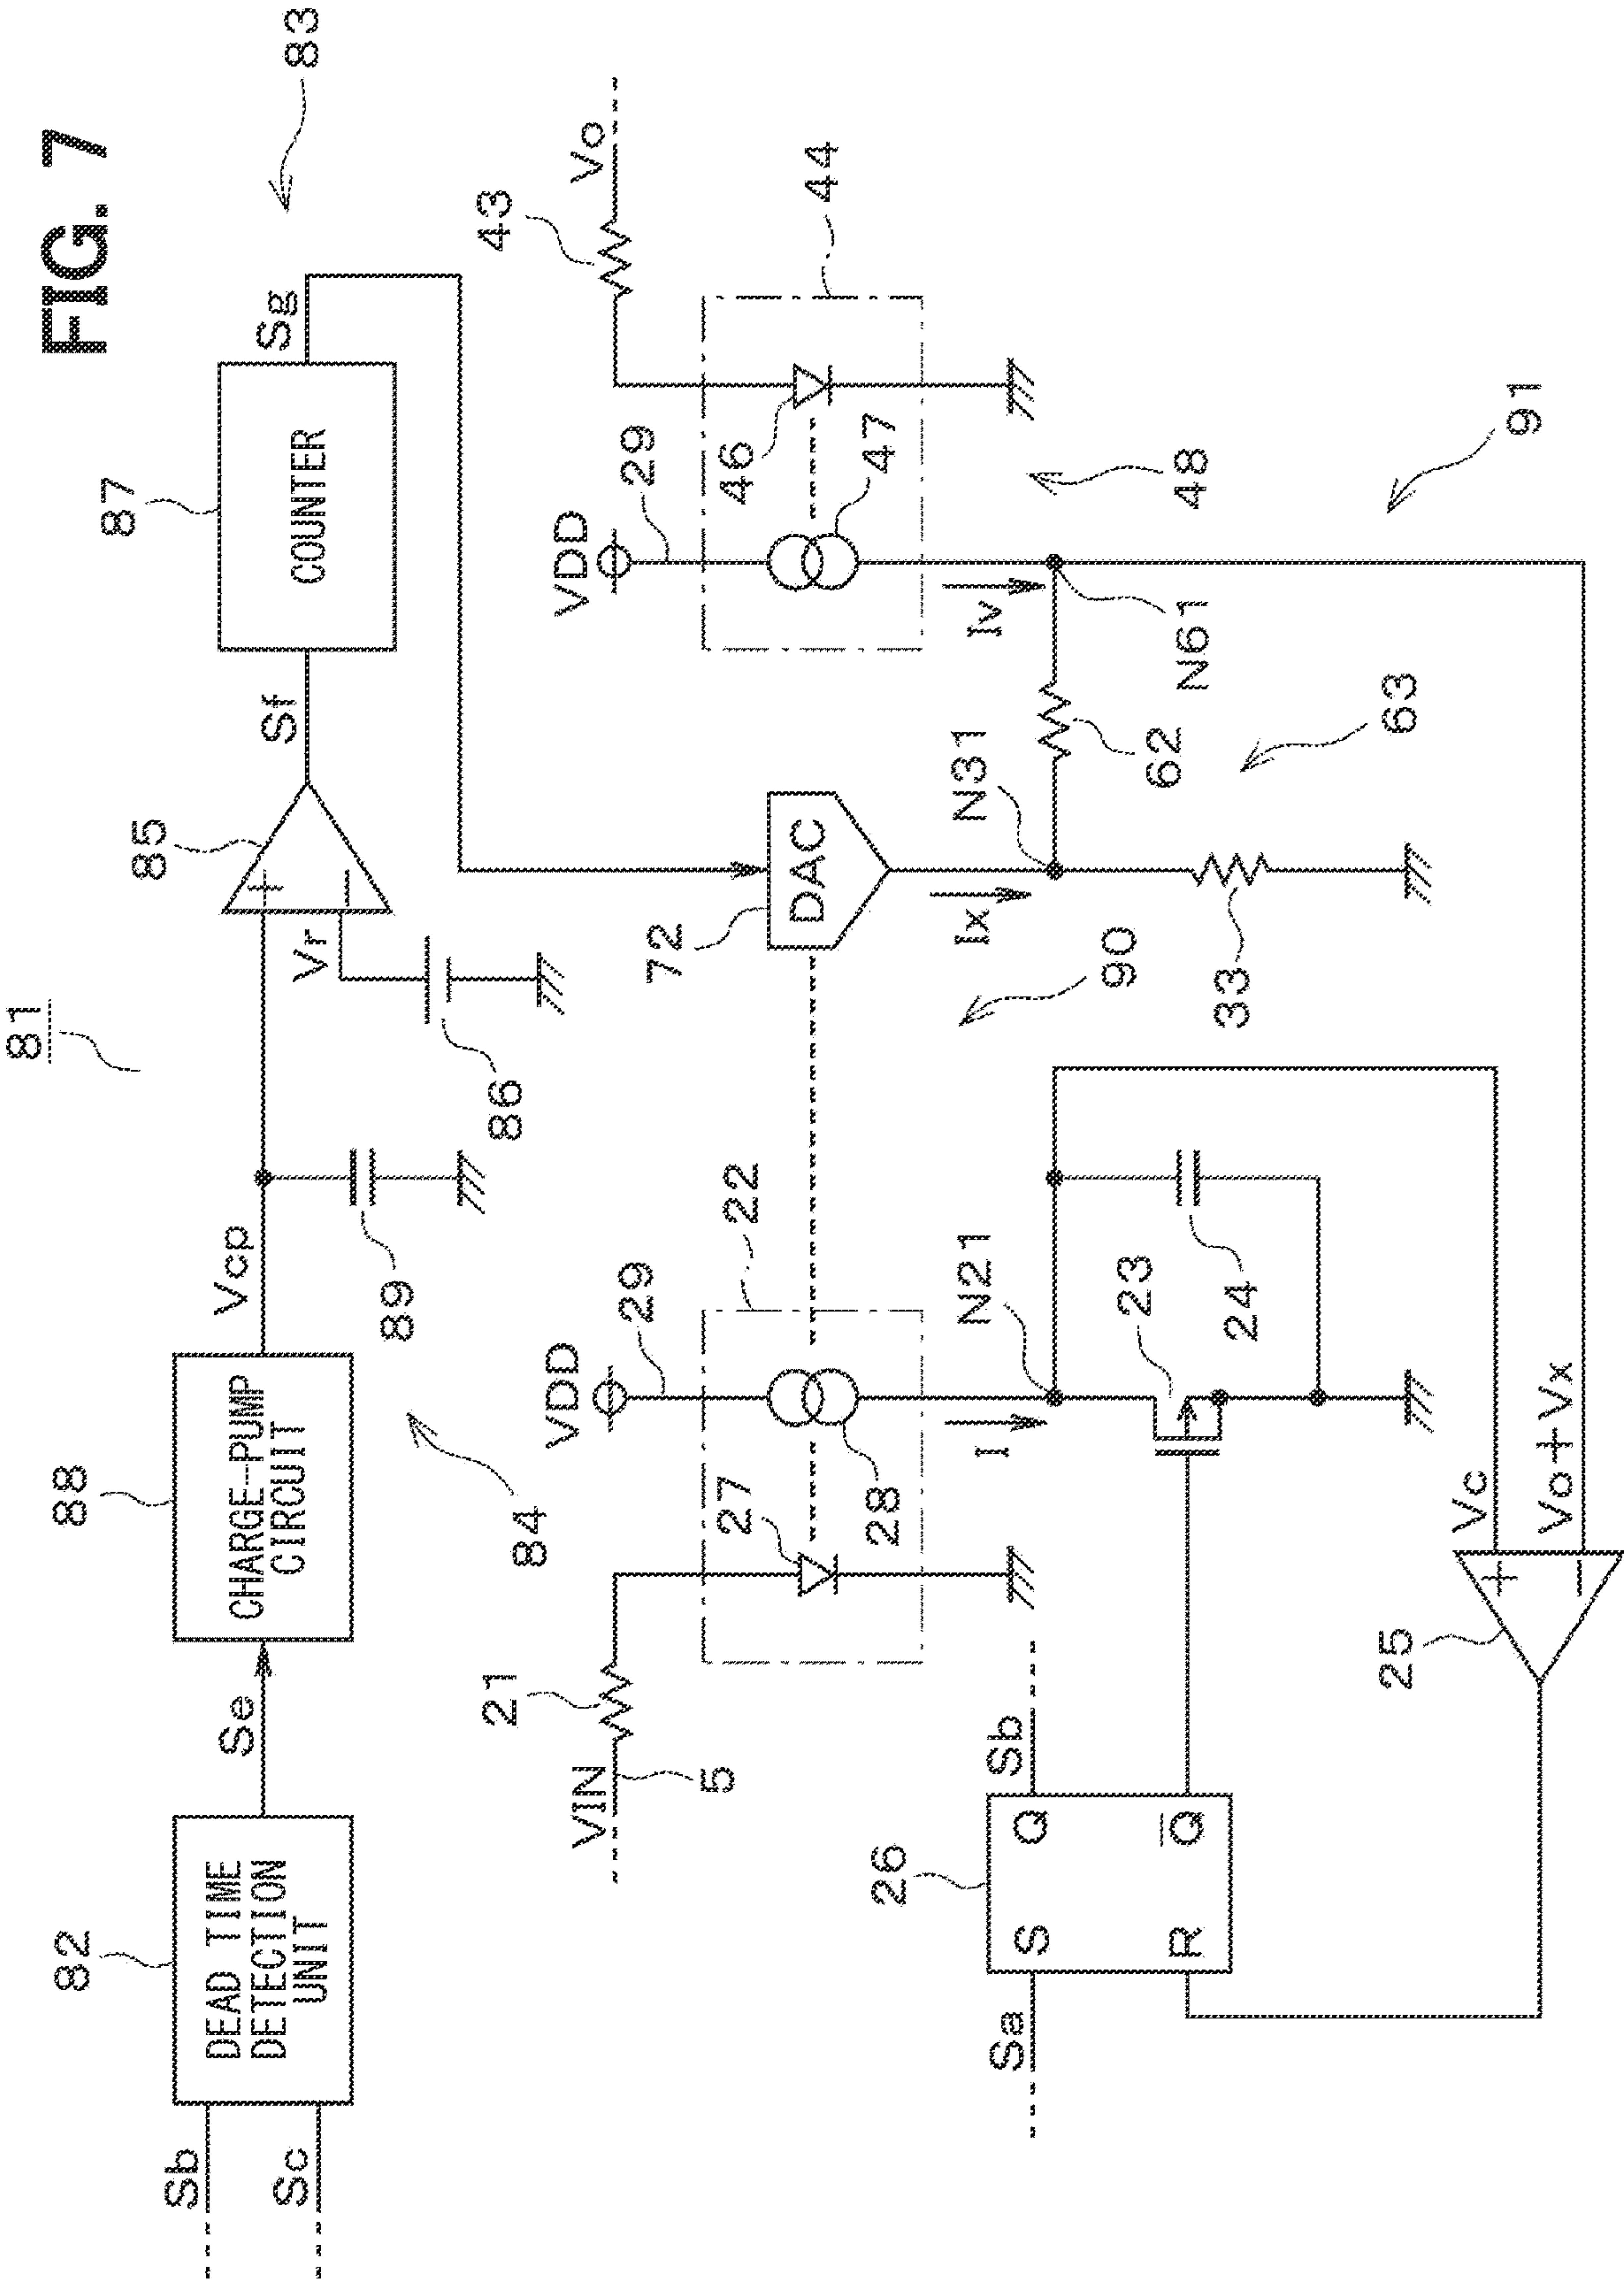 FIG. 7
81
83
82
DEAD TIME
DETECTION
UNIT
Sb
Sc
Se
88
CHARGE-PUMP
CIRCUIT
84
Vcp
89
Vr
86
85
+
−
Sf
87
COUNTER
Sg
VIN
5
21
VDD
29
22
27
28
I
N21
23
24
90
72
DAC
Ix
N31
33
62
63
VDD
29
43
Vo
44
46
47
48
Iv
N61
91
Sa
26
S
Q
R
Q̅
Sb
25
+
−
Vc
Vo+Vx